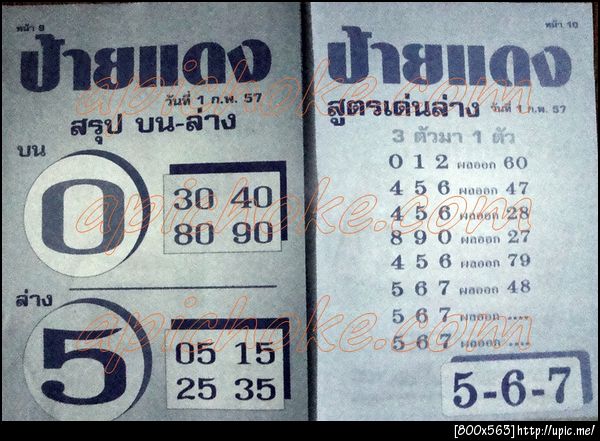 หน้า 9
ป้ายแดง
วันที่ 1 ก.พ. 57
สรุป บน-ล่าง
บน
0
30 40
80 90
ล่าง
5
05 15
25 35
หน้า 10
ป้ายแดง
สูตรเด่นล่าง วันที่ 1 ก.พ. 57
3 ตัวมา 1 ตัว
0 1 2 ผลออก 60
4 5 6 ผลออก 47
4 5 6 ผลออก 28
8 9 0 ผลออก 27
4 5 6 ผลออก 79
5 6 7 ผลออก 48
5 6 7 ผลออก ....
5 6 7 ผลออก ....
5-6-7
apichoke.com
apichoke.com
apichoke.com
[800x563]http://upic.me/